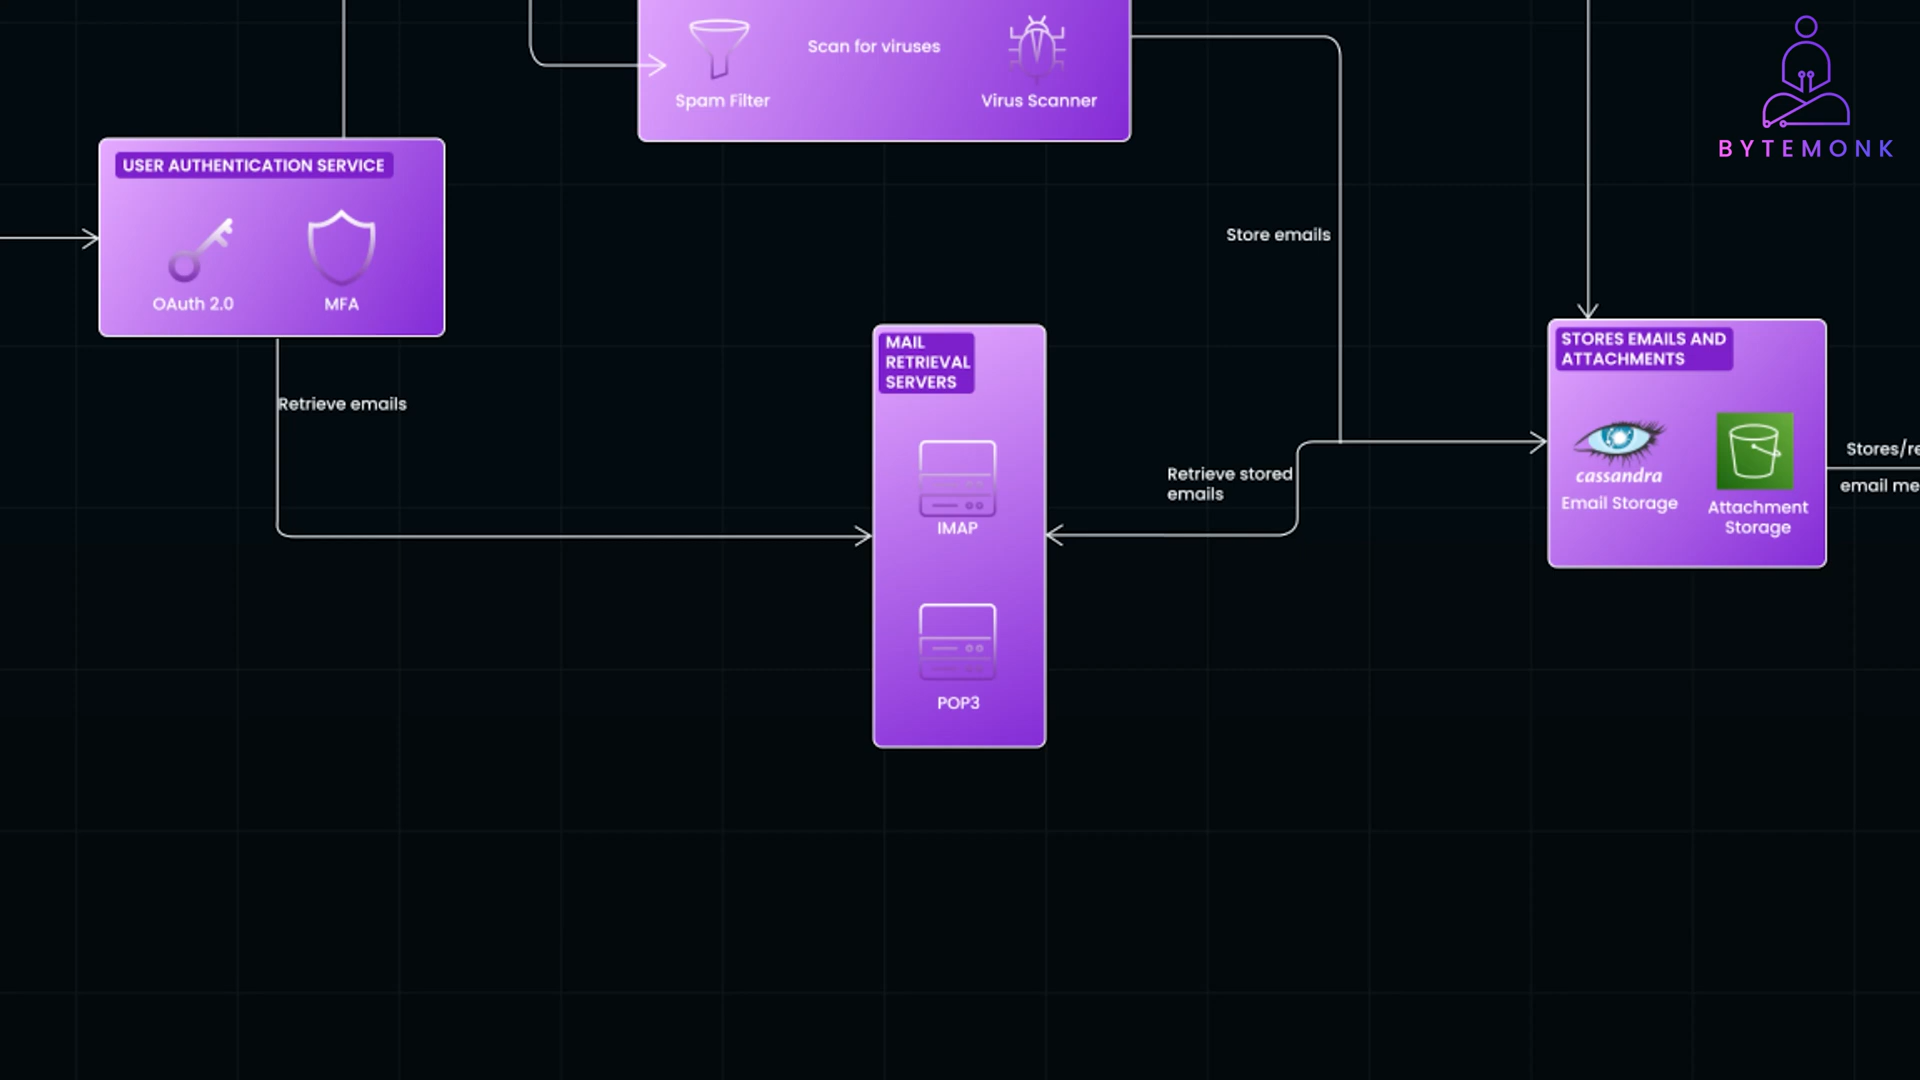 Scan for viruses
Spam Filter
Virus Scanner
BYTEMONK
USER AUTHENTICATION SERVICE
OAuth 2.0
MFA
Store emails
Retrieve emails
MAIL
RETRIEVAL
SERVERS
IMAP
POP3
Retrieve stored
emails
STORES EMAILS AND
ATTACHMENTS
cassandra
Email Storage
Attachment
Storage
Stores/re
email me